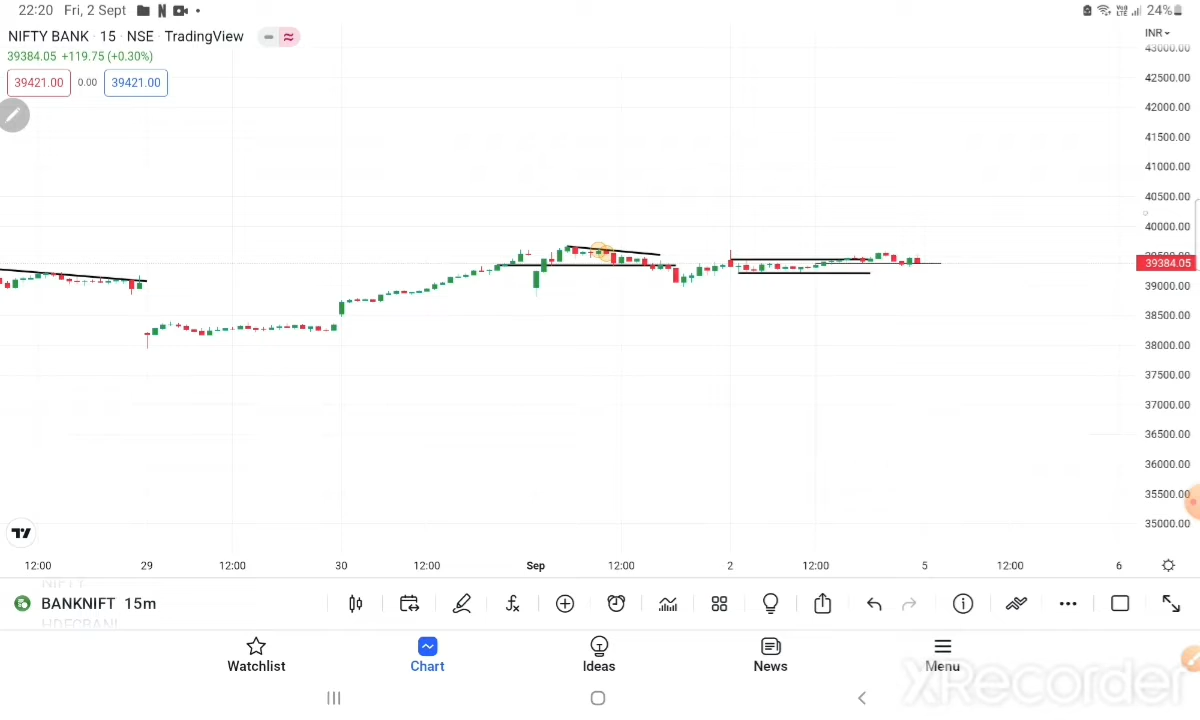 22:20 Fri, 2 Sept 24%
NIFTY BANK · 15 · NSE · TradingView
INR
39384.05 +119.75 (+0.30%)
39421.00 0.00 39421.00
43000.00
42500.00
42000.00
41500.00
41000.00
40500.00
40000.00
39384.05
39000.00
38500.00
38000.00
37500.00
37000.00
36500.00
36000.00
35500.00
35000.00
12:00 29 12:00 30 12:00 Sep 12:00 2 12:00 5 12:00 6
BANKNIFT 15m
Watchlist Chart Ideas News Menu
XRecorder